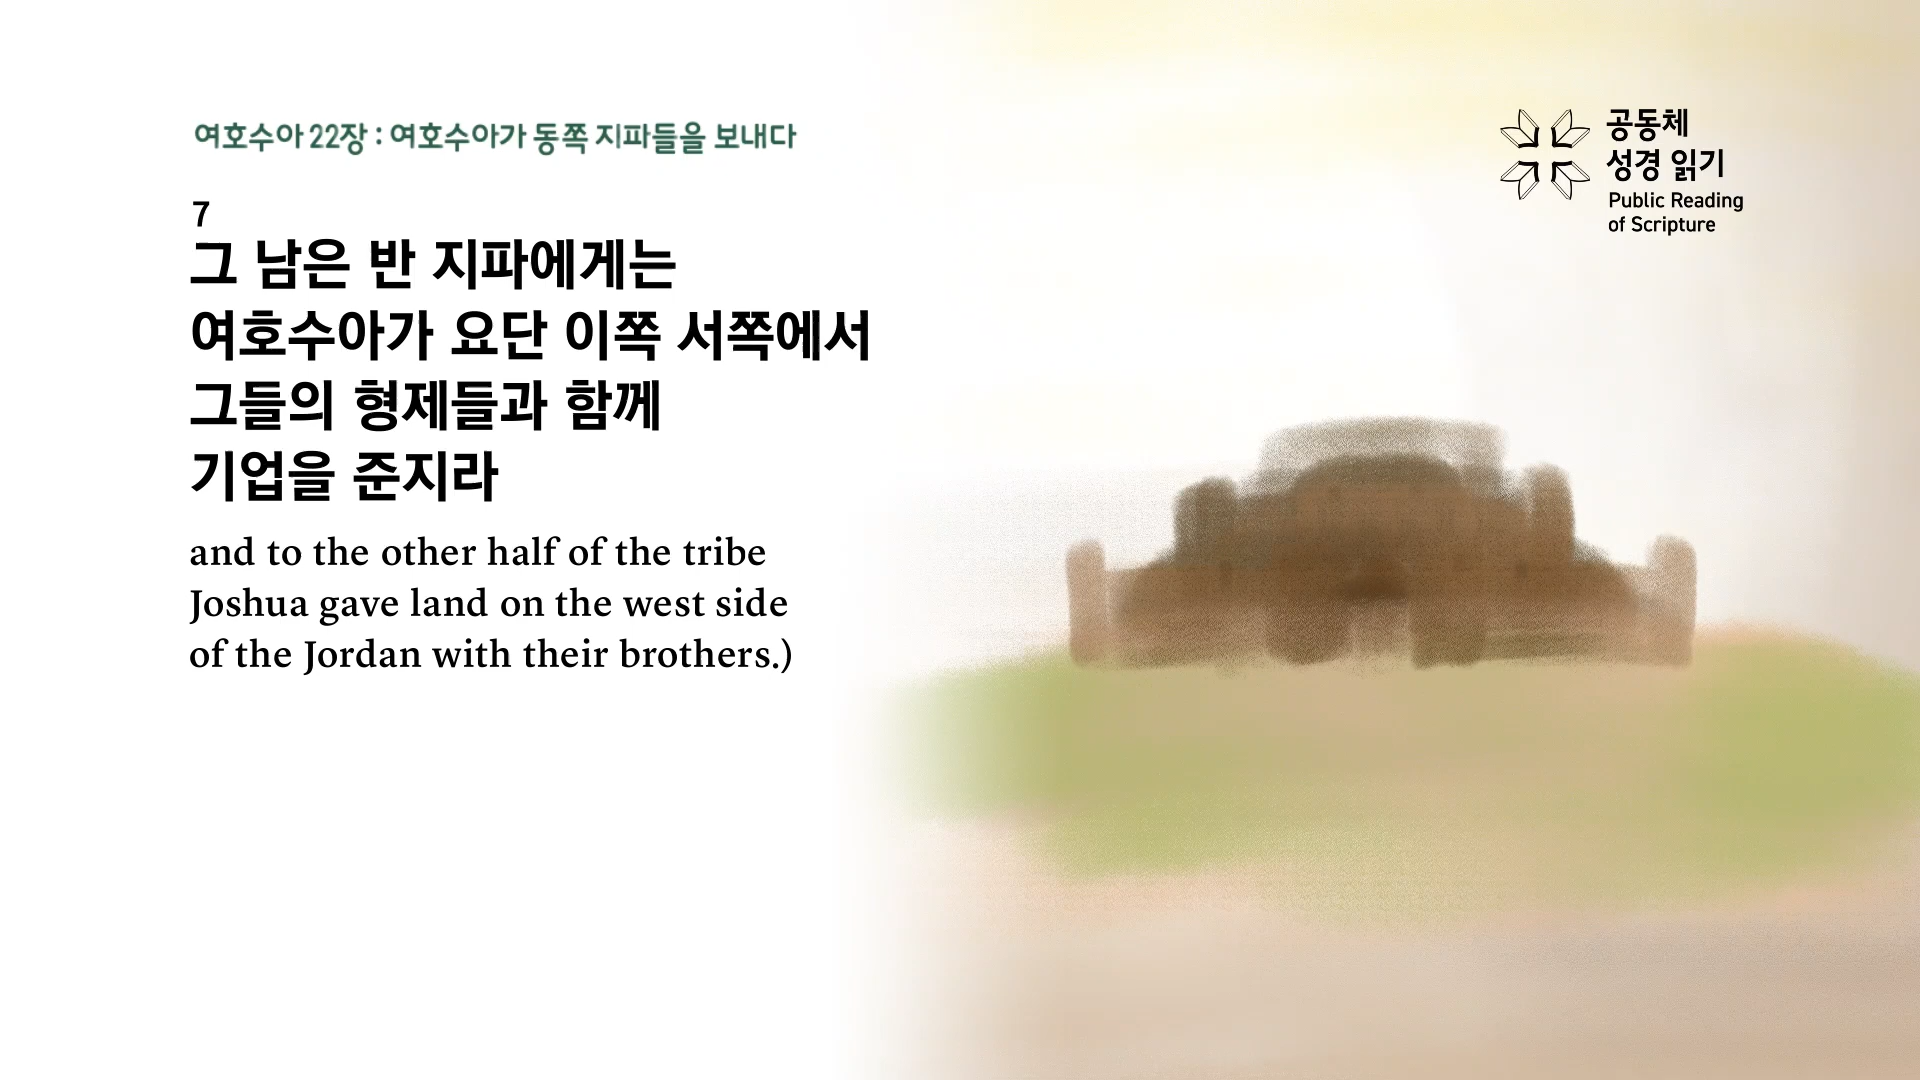 여호수아 22장 : 여호수아가 동쪽 지파들을 보내다
공동체
성경 읽기
Public Reading
of Scripture
7
그 남은 반 지파에게는
여호수아가 요단 이쪽 서쪽에서
그들의 형제들과 함께
기업을 준지라
and to the other half of the tribe
Joshua gave land on the west side
of the Jordan with their brothers.)